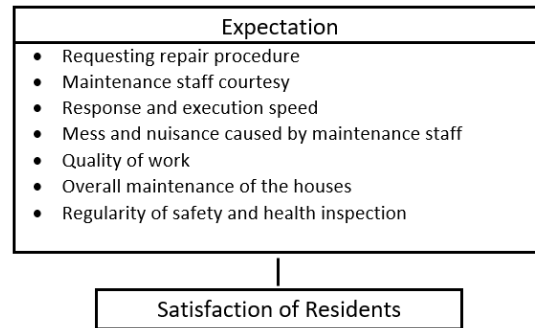 Expectation
• Requesting repair procedure
• Maintenance staff courtesy
• Response and execution speed
• Mess and nuisance caused by maintenance staff
• Quality of work
• Overall maintenance of the houses
• Regularity of safety and health inspection
Satisfaction of Residents